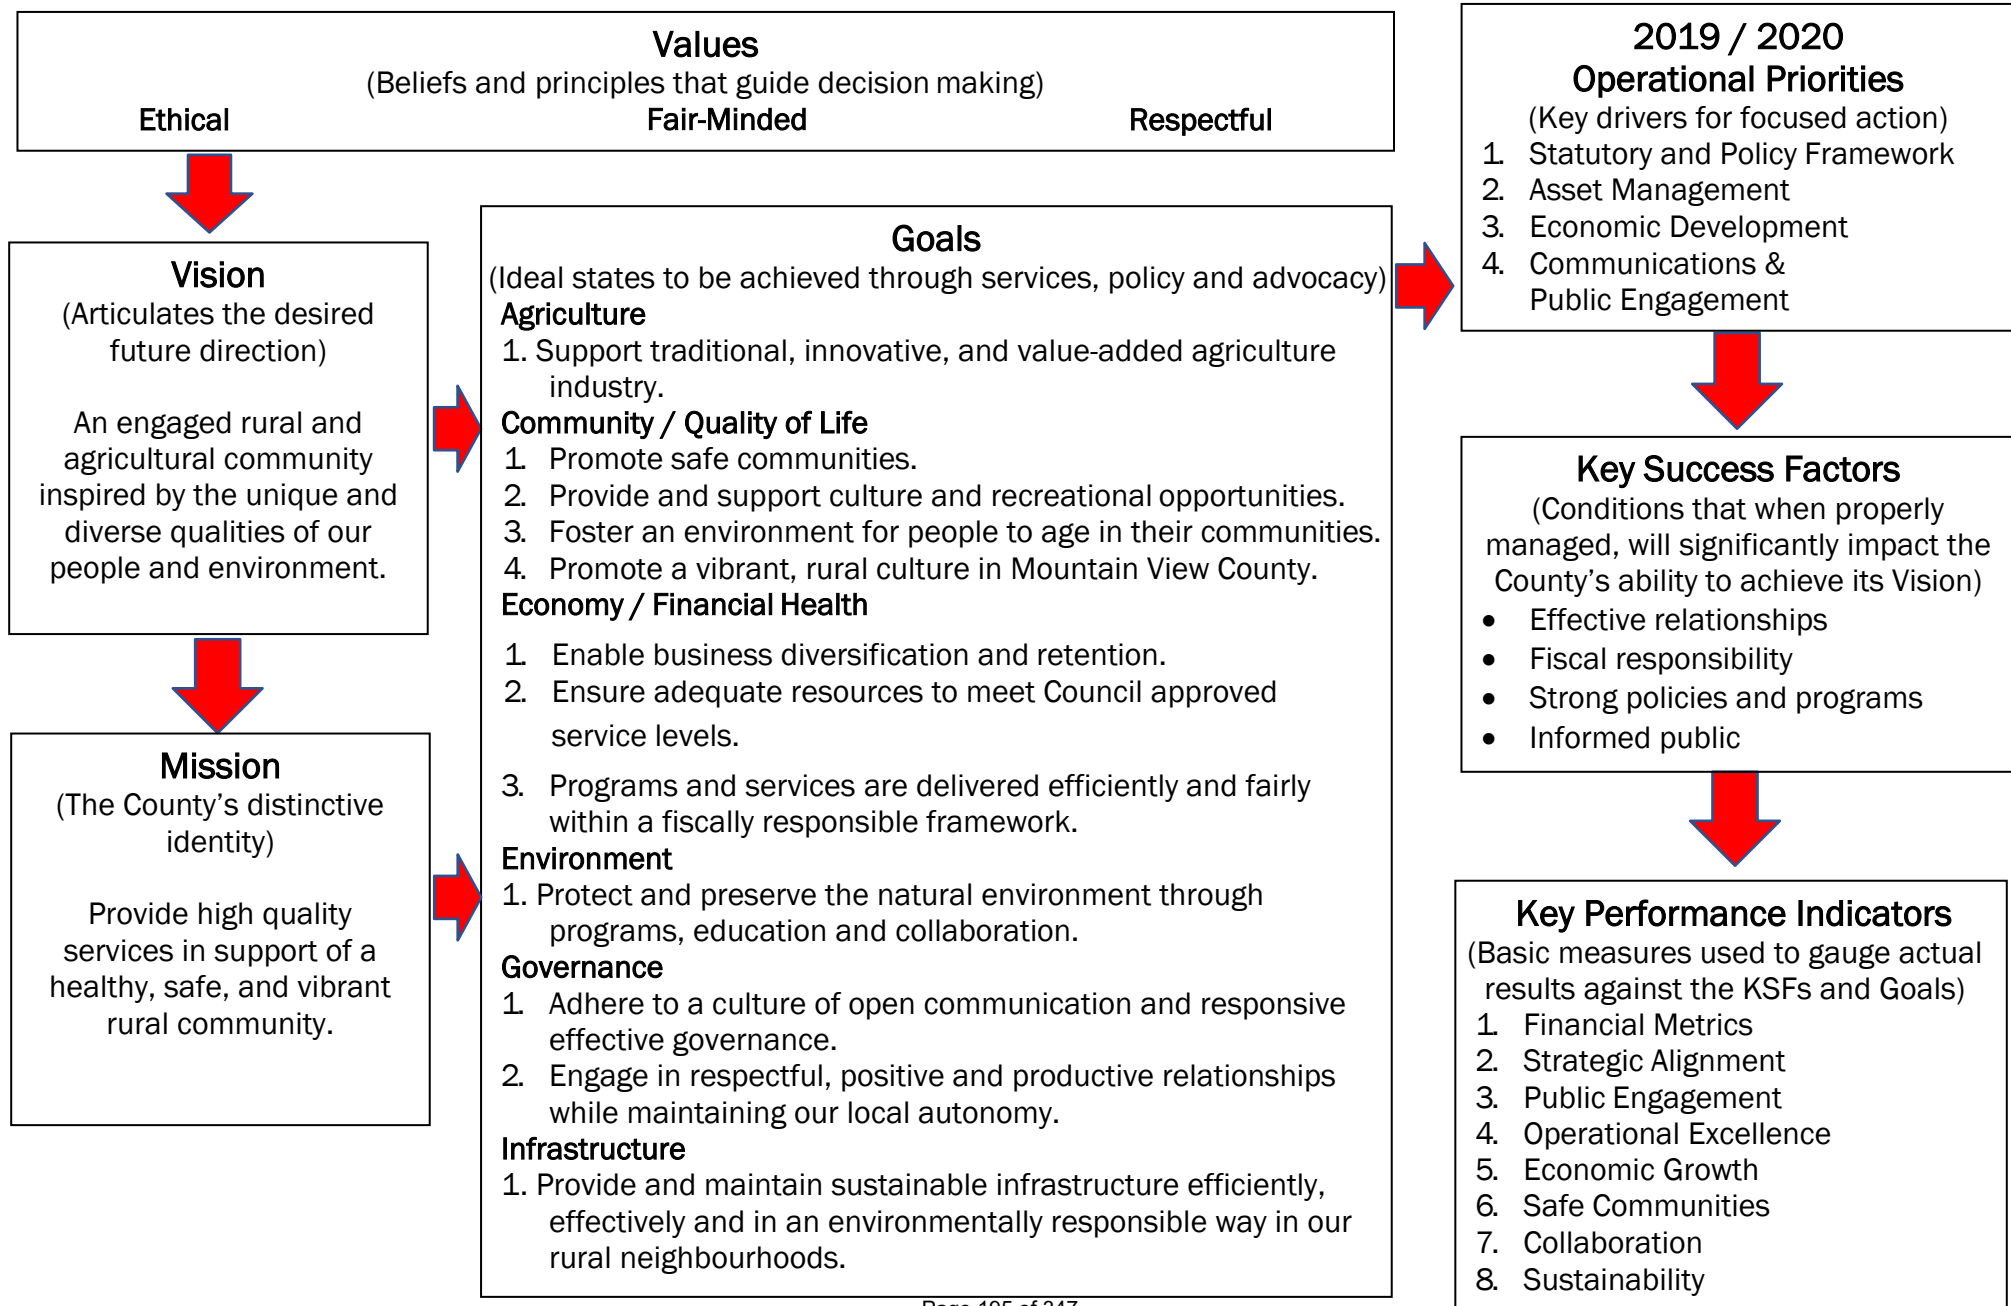 Values
(Beliefs and principles that guide decision making)
Ethical Fair-Minded Respectful
Vision
(Articulates the desired
future direction)
An engaged rural and
agricultural community
inspired by the unique and
diverse qualities of our
people and environment.
Mission
(The County's distinctive
identity)
Provide high quality
services in support of a
healthy, safe, and vibrant
rural community.
Goals
(Ideal states to be achieved through services, policy and advocacy)
Agriculture
1. Support traditional, innovative, and value-added agriculture
industry.
Community / Quality of Life
1. Promote safe communities.
2. Provide and support culture and recreational opportunities.
3. Foster an environment for people to age in their communities.
4. Promote a vibrant, rural culture in Mountain View County.
Economy / Financial Health
1. Enable business diversification and retention.
2. Ensure adequate resources to meet Council approved
service levels.
3. Programs and services are delivered efficiently and fairly
within a fiscally responsible framework.
Environment
1. Protect and preserve the natural environment through
programs, education and collaboration.
Governance
1. Adhere to a culture of open communication and responsive
effective governance.
2. Engage in respectful, positive and productive relationships
while maintaining our local autonomy.
Infrastructure
1. Provide and maintain sustainable infrastructure efficiently,
effectively and in an environmentally responsible way in our
rural neighbourhoods.
2019 / 2020
Operational Priorities
(Key drivers for focused action)
1. Statutory and Policy Framework
2. Asset Management
3. Economic Development
4. Communications &
Public Engagement
Key Success Factors
(Conditions that when properly
managed, will significantly impact the
County's ability to achieve its Vision)
• Effective relationships
• Fiscal responsibility
• Strong policies and programs
• Informed public
Key Performance Indicators
(Basic measures used to gauge actual
results against the KSFs and Goals)
1. Financial Metrics
2. Strategic Alignment
3. Public Engagement
4. Operational Excellence
5. Economic Growth
6. Safe Communities
7. Collaboration
8. Sustainability
Page 195 of 347